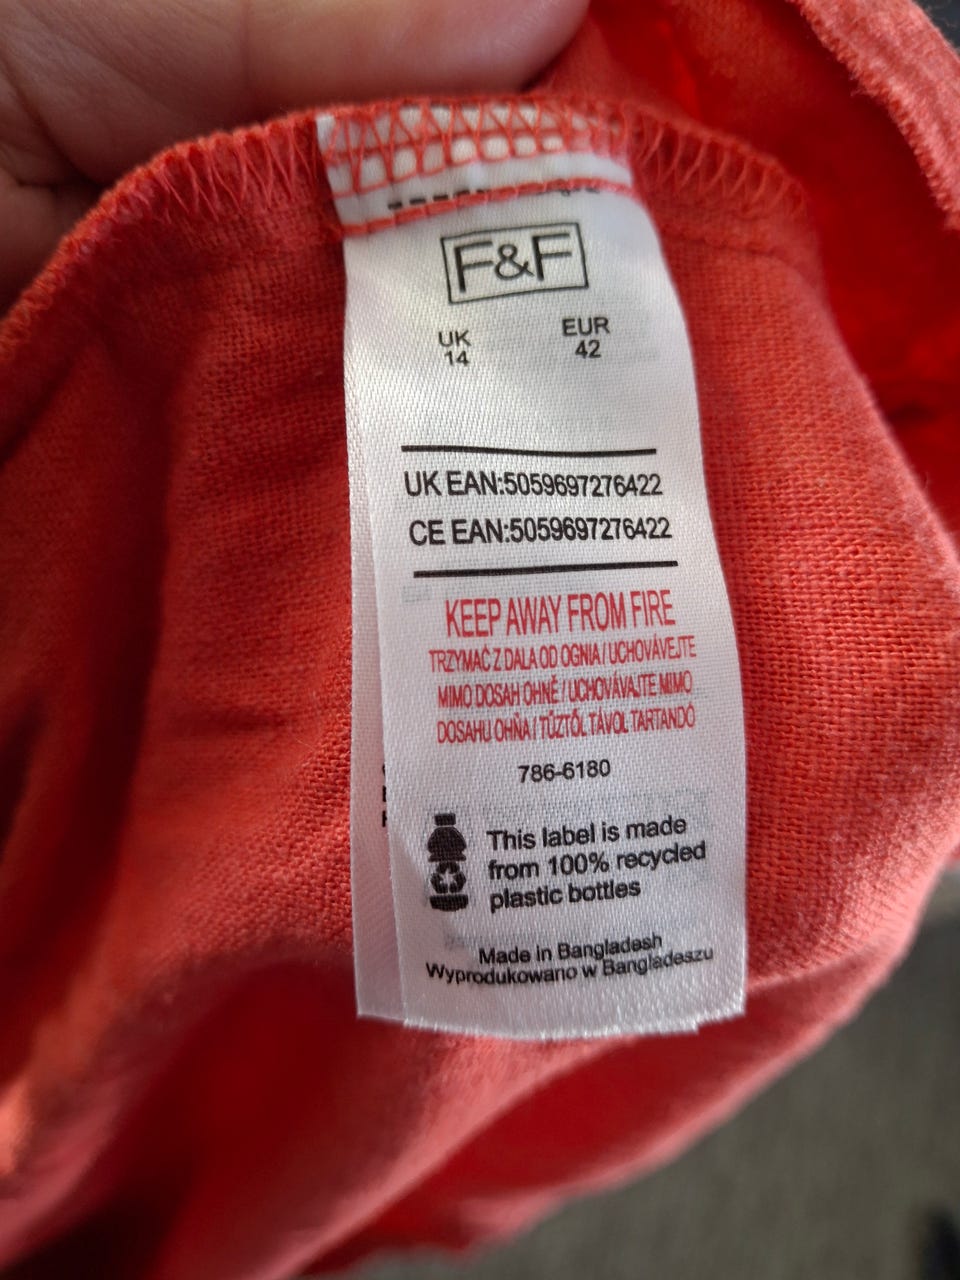 F&F
UK EUR
14 42
UK EAN:5059697276422
CE EAN:5059697276422
KEEP AWAY FROM FIRE
TRZYMAĆ Z DALA OD OGNIA / UCHOVÁVEJTE
MIMO DOSAH OHNĚ / UCHOVÁVAJTE MIMO
DOSAHU OHŇA / TŰZTŐL TÁVOL TARTANDÓ
786-6180
This label is made
from 100% recycled
plastic bottles
Made in Bangladesh
Wyprodukowano w Bangladeszu